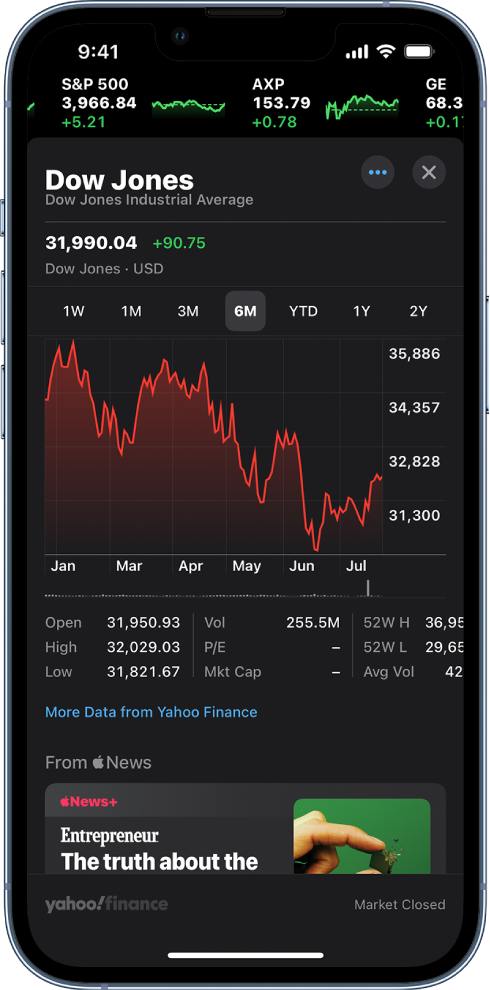 9:41
S&P 500 AXP GE
3,966.84 153.79 68.3
+5.21 +0.78 +0.17
Dow Jones
Dow Jones Industrial Average
31,990.04 +90.75
Dow Jones · USD
1W 1M 3M 6M YTD 1Y 2Y
35,886
34,357
32,828
31,300
Jan Mar Apr May Jun Jul
Open 31,950.93 Vol 255.5M 52W H 36,95
High 32,029.03 P/E – 52W L 29,65
Low 31,821.67 Mkt Cap – Avg Vol 42
More Data from Yahoo Finance
From News
News+
Entrepreneur
The truth about the
yahoo!finance Market Closed